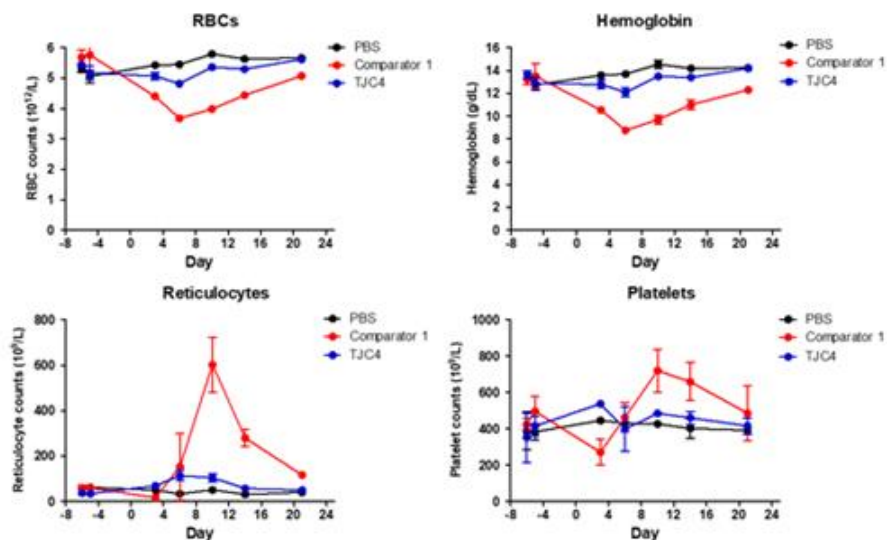 RBCs
RBC counts (10¹²/L)
6
5
4
3
2
1
0
-8 -4 0 4 8 12 16 20 24
Day
PBS
Comparator 1
TJC4
Hemoglobin
Hemoglobin (g/dL)
16
14
12
10
8
6
4
2
0
-8 -4 0 4 8 12 16 20 24
Day
PBS
Comparator 1
TJC4
Reticulocytes
Reticulocyte counts (10⁹/L)
800
600
400
200
0
-8 -4 0 4 8 12 16 20 24
Day
PBS
Comparator 1
TJC4
Platelets
Platelet counts (10⁹/L)
1000
800
600
400
200
0
-8 -4 0 4 8 12 16 20 24
Day
PBS
Comparator 1
TJC4